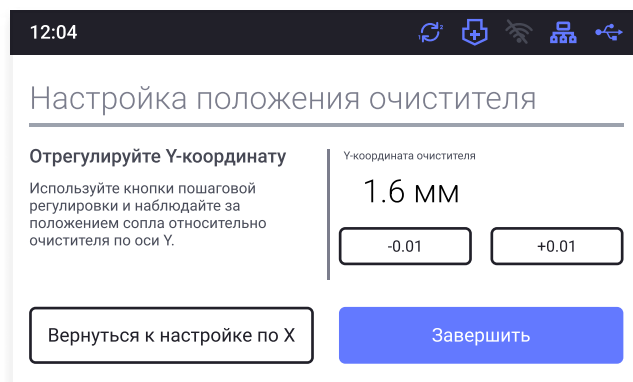 12:04
Настройка положения очистителя
Отрегулируйте Y-координату
Используйте кнопки пошаговой
регулировки и наблюдайте за
положением сопла относительно
очистителя по оси Y.
Y-координата очистителя
1.6 мм
-0.01
+0.01
Вернуться к настройке по X
Завершить